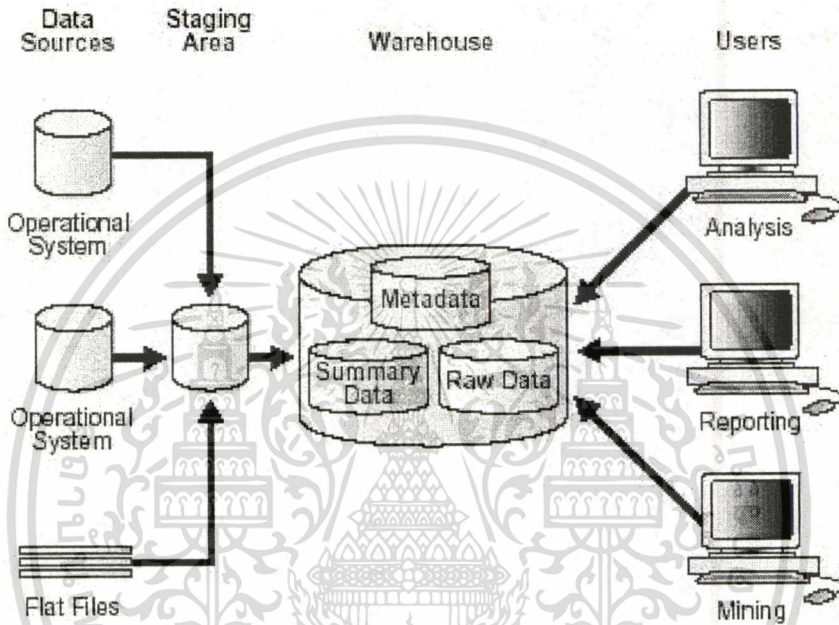 Data
Sources
Staging
Area
Warehouse
Users
Operational
System
Operational
System
Flat Files
Metadata
Summary
Data
Raw Data
Analysis
Reporting
Mining